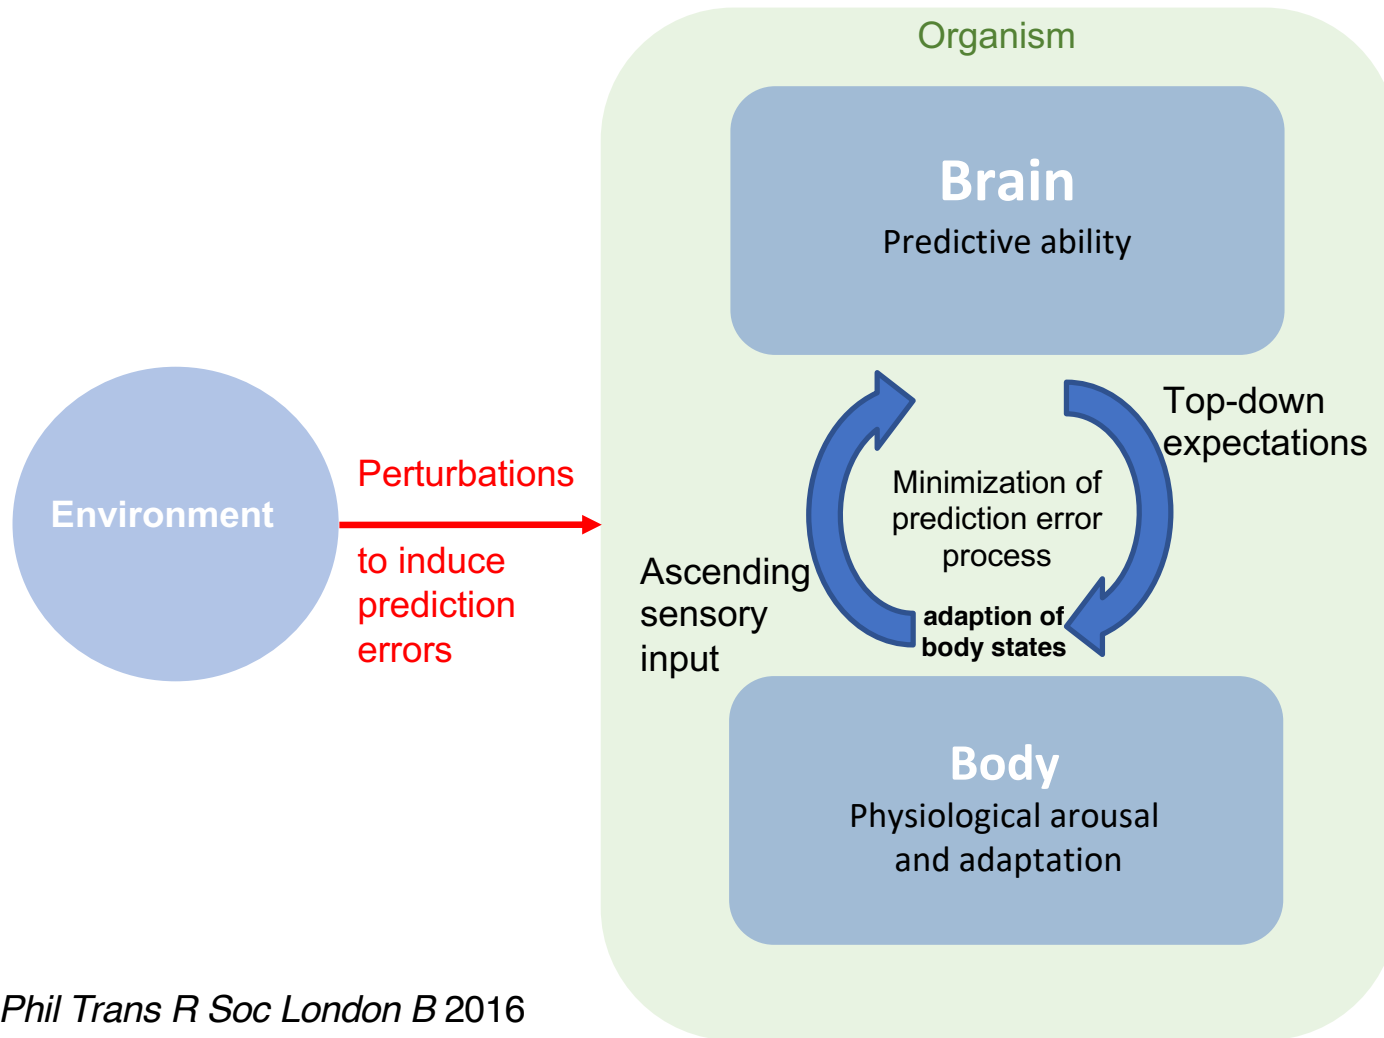 Organism
Brain
Predictive ability
Top-down
expectations
Minimization of
prediction error
process
Ascending
sensory
input
adaption of
body states
Environment
Perturbations
to induce
prediction
errors
Body
Physiological arousal
and adaptation
Phil Trans R Soc London B 2016